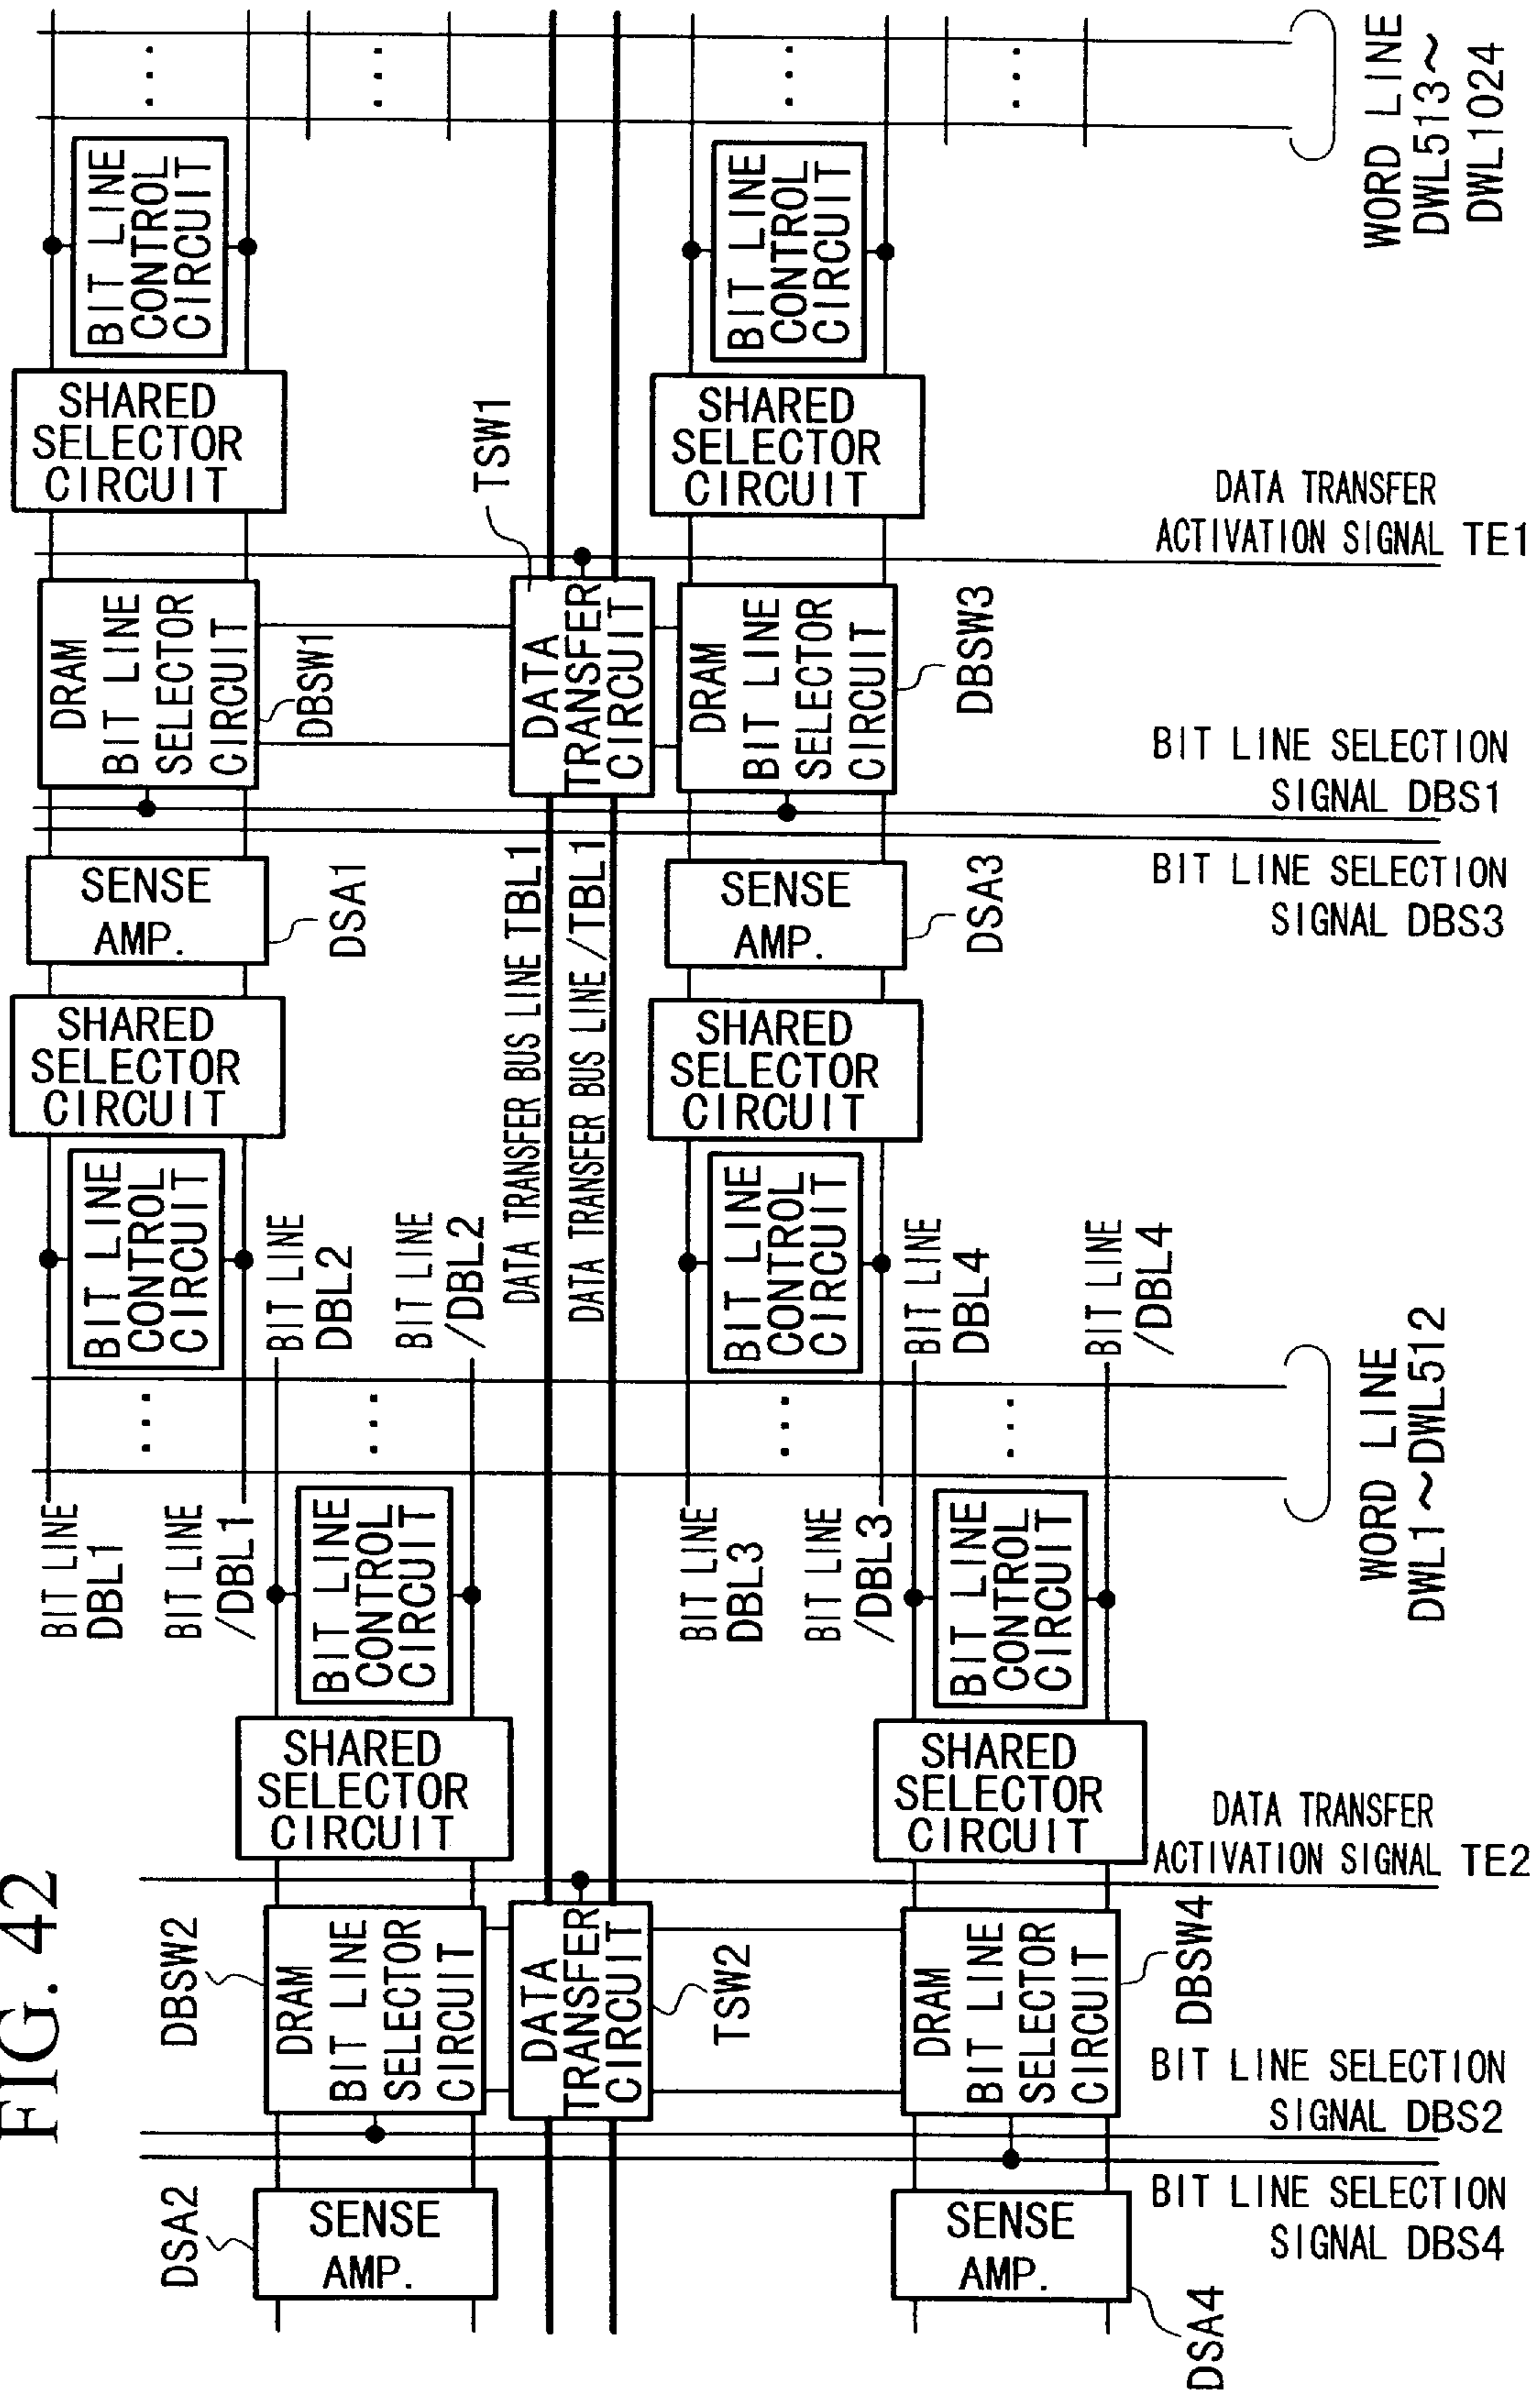 FIG. 42
DSA2
SENSE
AMP.
DBSW2
DRAM
BIT LINE
SELECTOR
CIRCUIT
SHARED
SELECTOR
CIRCUIT
BIT LINE
CONTROL
CIRCUIT
BIT LINE
DBL1
BIT LINE
/DBL1
BIT LINE
DBL2
BIT LINE
/DBL2
BIT LINE
CONTROL
CIRCUIT
SHARED
SELECTOR
CIRCUIT
SENSE
AMP.
DSA1
DRAM
BIT LINE
SELECTOR
CIRCUIT
DBSW1
SHARED
SELECTOR
CIRCUIT
BIT LINE
CONTROL
CIRCUIT
DATA
TRANSFER
CIRCUIT
TSW2
DATA TRANSFER BUS LINE TBL1
DATA TRANSFER BUS LINE /TBL1
DATA
TRANSFER
CIRCUIT
TSW1
DSA4
SENSE
AMP.
DRAM
BIT LINE
SELECTOR
CIRCUIT
DBSW4
SHARED
SELECTOR
CIRCUIT
BIT LINE
CONTROL
CIRCUIT
BIT LINE
DBL3
BIT LINE
/DBL3
BIT LINE
DBL4
BIT LINE
/DBL4
BIT LINE
CONTROL
CIRCUIT
SHARED
SELECTOR
CIRCUIT
SENSE
AMP.
DSA3
DRAM
BIT LINE
SELECTOR
CIRCUIT
DBSW3
SHARED
SELECTOR
CIRCUIT
BIT LINE
CONTROL
CIRCUIT
DATA TRANSFER
ACTIVATION SIGNAL TE1
BIT LINE SELECTION
SIGNAL DBS1
BIT LINE SELECTION
SIGNAL DBS3
DATA TRANSFER
ACTIVATION SIGNAL TE2
BIT LINE SELECTION
SIGNAL DBS2
BIT LINE SELECTION
SIGNAL DBS4
WORD LINE
DWL1~DWL512
WORD LINE
DWL513~
DWL1024